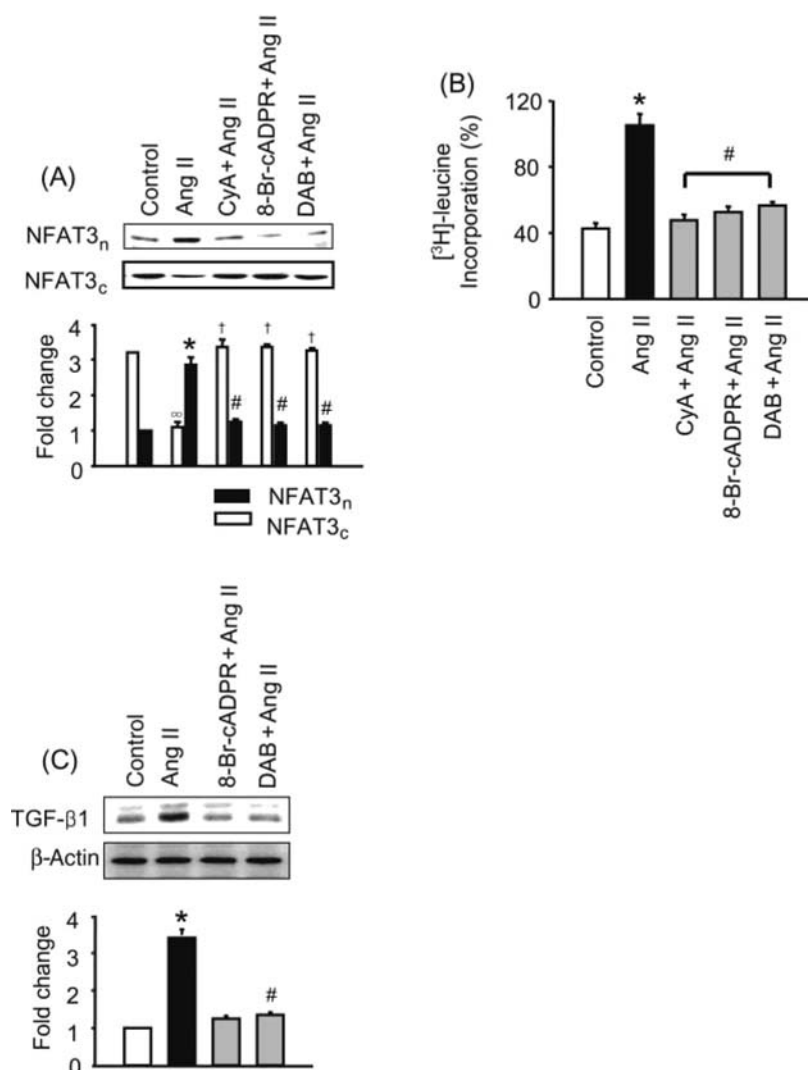 (A)
Control
Ang II
CyA+Ang II
8-Br-cADPR+Ang II
DAB+Ang II
NFAT3n
NFAT3c
Fold change
4
3
2
1
0
∞
*
†
#
†
#
†
#
NFAT3n
NFAT3c
(B)
[³H]-leucine
Incorporation (%)
120
80
40
0
*
#
Control
Ang II
CyA+Ang II
8-Br-cADPR+Ang II
DAB+Ang II
(C)
Control
Ang II
8-Br-cADPR+Ang II
DAB+Ang II
TGF-β1
β-Actin
Fold change
4
3
2
1
0
*
#